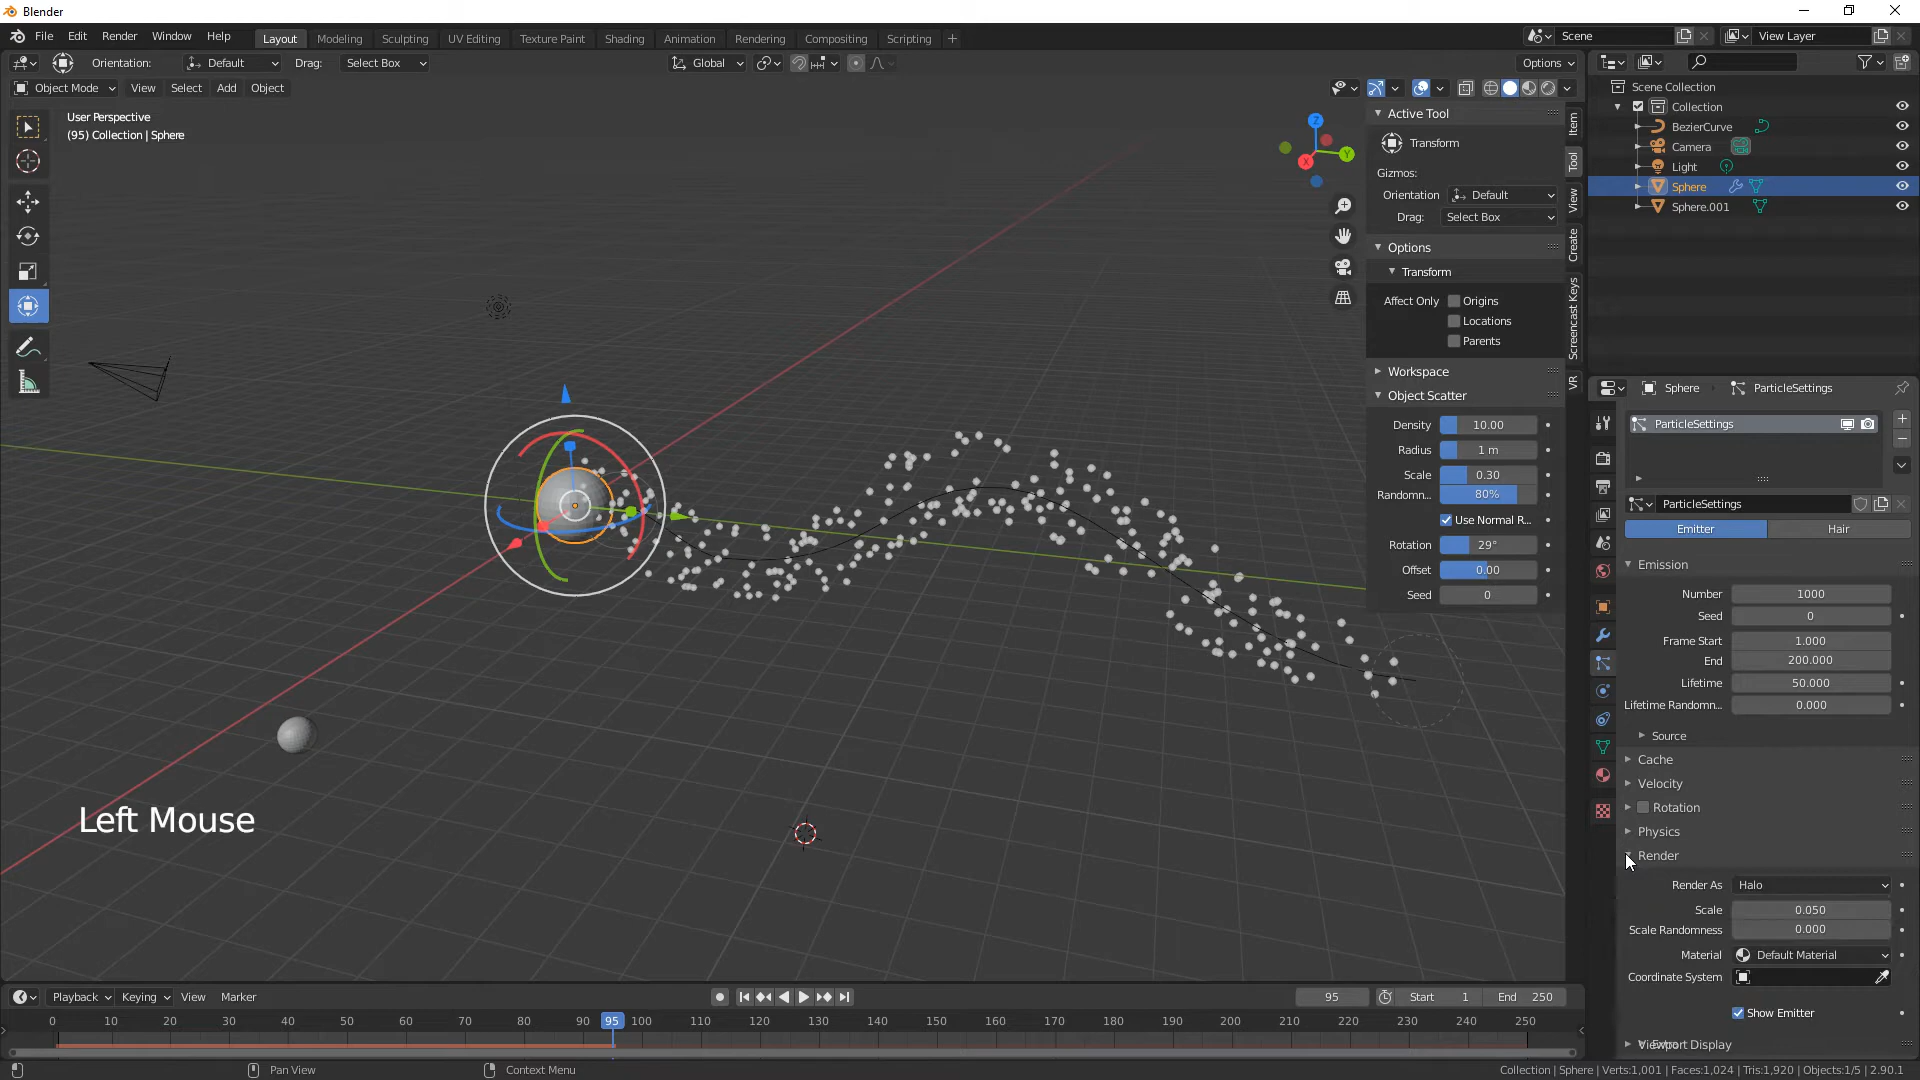 Blender
File Edit Render Window Help
Layout Modeling Sculpting UV Editing Texture Paint Shading Animation Rendering Compositing Scripting
Scene View Layer
Orientation: Default Drag: Select Box Global Options
Object Mode View Select Add Object
User Perspective
(95) Collection | Sphere
Z
Y
X
Active Tool
Transform
Gizmos:
Orientation Default
Drag: Select Box
Options
Transform
Affect Only Origins
Locations
Parents
Workspace
Object Scatter
Density 10.00
Radius 1 m
Scale 0.30
Randomn... 80%
Use Normal R...
Rotation 29°
Offset 0.00
Seed 0
Item
Tool
View
Create
Screencast Keys
VR
Scene Collection
Collection
BezierCurve
Camera
Light
Sphere
Sphere.001
Sphere ParticleSettings
ParticleSettings
ParticleSettings
Emitter Hair
Emission
Number 1000
Seed 0
Frame Start 1.000
End 200.000
Lifetime 50.000
Lifetime Randomn... 0.000
Source
Cache
Velocity
Rotation
Physics
Render
Render As Halo
Scale 0.050
Scale Randomness 0.000
Material Default Material
Coordinate System
Show Emitter
Viewport Display
Left Mouse
Playback Keying View Marker 95 Start 1 End 250
0 10 20 30 40 50 60 70 80 90 95 100 110 120 130 140 150 160 170 180 190 200 210 220 230 240 250
Pan View Context Menu Collection | Sphere | Verts:1,001 | Faces:1,024 | Tris:1,920 | Objects:1/5 | 2.90.1